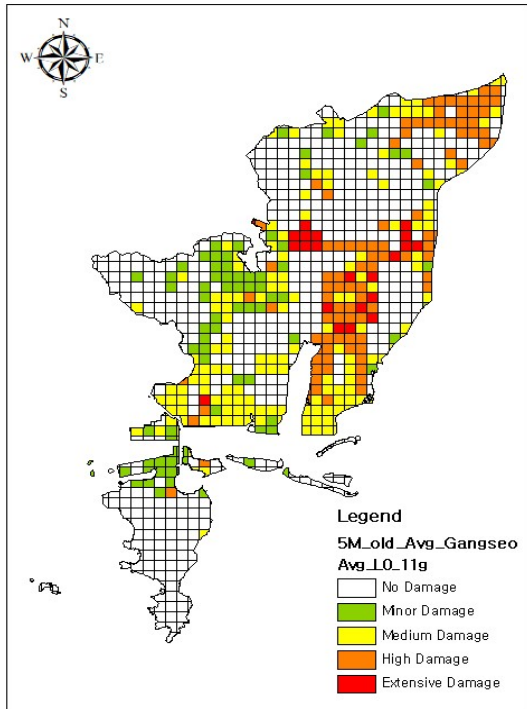 N
W E
S
Legend
5M_old_Avg_Gangseo
Avg_L0_11g
No Damage
Minor Damage
Medium Damage
High Damage
Extensive Damage